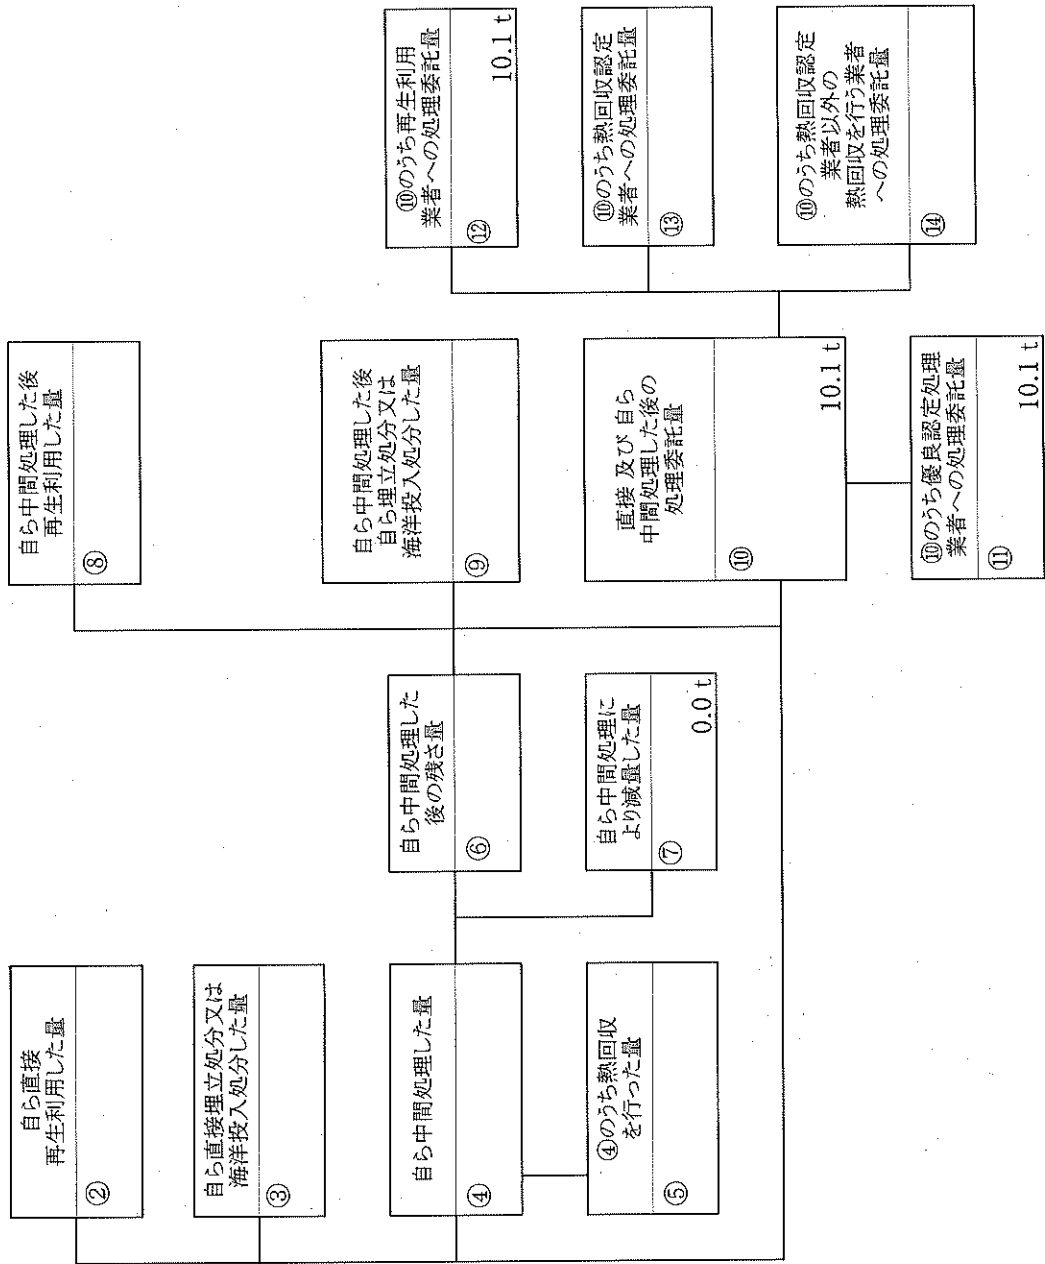 自ら直接
再生利用した量
②
自ら直接埋立処分又は
海洋投入処分した量
③
自ら中間処理した量
④
④のうち熱回収
を行った量
⑤
自ら中間処理した
後の残さ量
⑥
自ら中間処理に
より減量した量
⑦
0.0 t
自ら中間処理した後
再生利用した量
⑧
自ら中間処理した後
自ら埋立処分又は
海洋投入処分した量
⑨
直接 及び 自ら
中間処理した後の
処理委託量
⑩
10.1 t
⑩のうち優良認定処理
業者への処理委託量
⑪
10.1 t
⑩のうち再生利用
業者への処理委託量
⑫
10.1 t
⑩のうち熱回収認定
業者への処理委託量
⑬
⑩のうち熱回収認定
業者以外の
熱回収を行う業者
への処理委託量
⑭